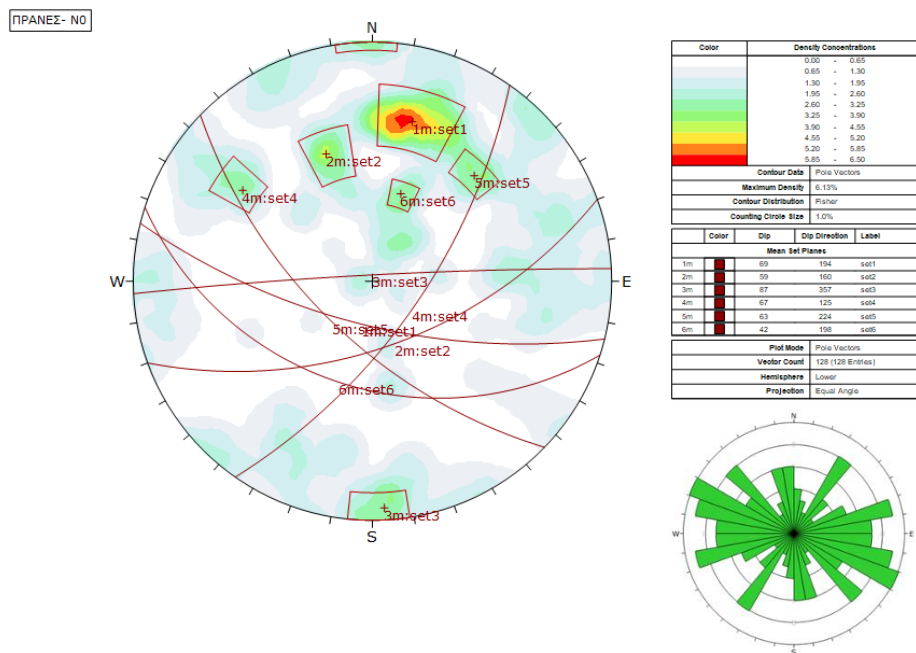 ΠΡΑΝΕΣ- N0
N
1m:set1
2m:set2
5m:set5
4m:set4
6m:set6
W
3m:set3
E
4m:set4
5m:set5
1m:set1
2m:set2
6m:set6
3m:set3
S
Color Density Concentrations
0.00 - 0.65
0.65 - 1.30
1.30 - 1.95
1.95 - 2.60
2.60 - 3.25
3.25 - 3.90
3.90 - 4.55
4.55 - 5.20
5.20 - 5.85
5.85 - 6.50
Contour Data Pole Vectors
Maximum Density 6.13%
Contour Distribution Fisher
Counting Circle Size 1.0%
Color Dip Dip Direction Label
Mean Set Planes
1m 69 194 set1
2m 59 160 set2
3m 87 357 set3
4m 67 125 set4
5m 63 224 set5
6m 42 198 set6
Plot Mode Pole Vectors
Vector Count 128 (128 Entries)
Hemisphere Lower
Projection Equal Angle
N
W
E
S